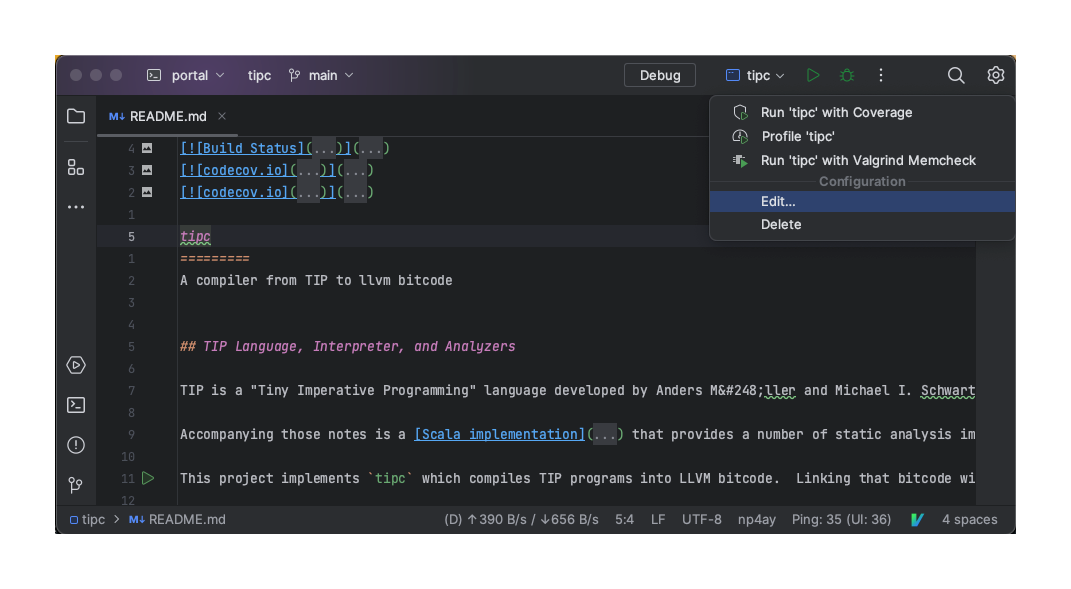 portal tipc main Debug tipc
M↓ README.md ×
Run 'tipc' with Coverage
Profile 'tipc'
Run 'tipc' with Valgrind Memcheck
Configuration
Edit...
Delete
4 [![Build Status](...)](...)
3 [![codecov.io](...)](...)
2 [![codecov.io](...)](...)
1
5 tipc
1 =========
2 A compiler from TIP to llvm bitcode
3
4
5 ## TIP Language, Interpreter, and Analyzers
6
7 TIP is a "Tiny Imperative Programming" language developed by Anders M&#248;ller and Michael I. Schwart
8
9 Accompanying those notes is a [Scala implementation](...) that provides a number of static analysis im
10
11 This project implements `tipc` which compiles TIP programs into LLVM bitcode.  Linking that bitcode wi
12
tipc > M↓ README.md (D) ↑390 B/s / ↓656 B/s 5:4 LF UTF-8 np4ay Ping: 35 (UI: 36) 4 spaces